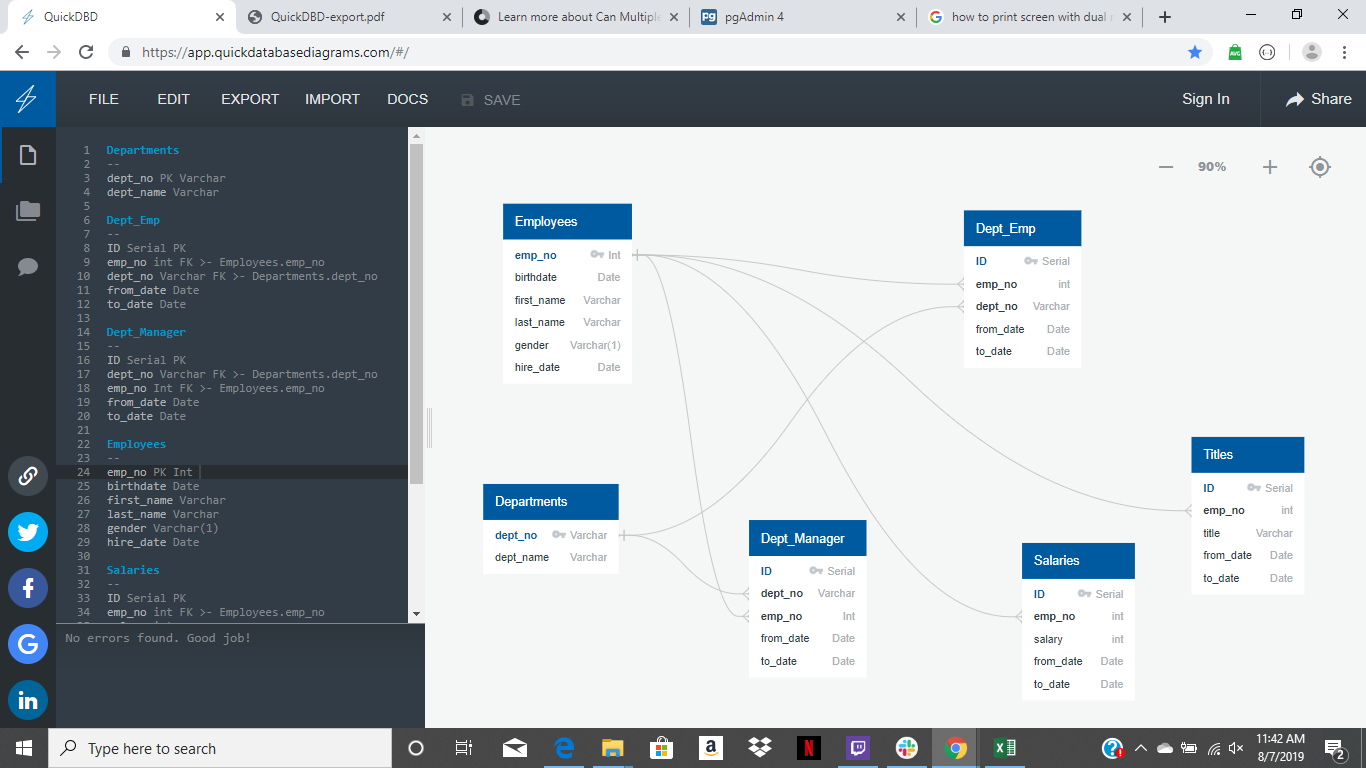 QuickDBD
QuickDBD-export.pdf
Learn more about Can Multiple
pgAdmin 4
how to print screen with dual m
https://app.quickdatabasediagrams.com/#/
FILE EDIT EXPORT IMPORT DOCS SAVE Sign In Share
1 Departments
2 --
3 dept_no PK Varchar
4 dept_name Varchar
5
6 Dept_Emp
7 --
8 ID Serial PK
9 emp_no int FK >- Employees.emp_no
10 dept_no Varchar FK >- Departments.dept_no
11 from_date Date
12 to_date Date
13
14 Dept_Manager
15 --
16 ID Serial PK
17 dept_no Varchar FK >- Departments.dept_no
18 emp_no Int FK >- Employees.emp_no
19 from_date Date
20 to_date Date
21
22 Employees
23 --
24 emp_no PK Int
25 birthdate Date
26 first_name Varchar
27 last_name Varchar
28 gender Varchar(1)
29 hire_date Date
30
31 Salaries
32 --
33 ID Serial PK
34 emp_no int FK >- Employees.emp_no
No errors found. Good job!
90%
Employees
emp_no Int
birthdate Date
first_name Varchar
last_name Varchar
gender Varchar(1)
hire_date Date
Dept_Emp
ID Serial
emp_no int
dept_no Varchar
from_date Date
to_date Date
Departments
dept_no Varchar
dept_name Varchar
Dept_Manager
ID Serial
dept_no Varchar
emp_no Int
from_date Date
to_date Date
Salaries
ID Serial
emp_no int
salary int
from_date Date
to_date Date
Titles
ID Serial
emp_no int
title Varchar
from_date Date
to_date Date
Type here to search
11:42 AM
8/7/2019
2